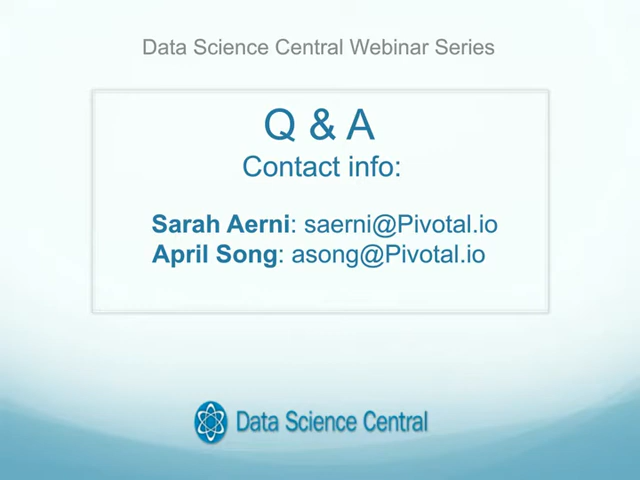 Data Science Central Webinar Series
Q & A
Contact info:
Sarah Aerni: saerni@Pivotal.io
April Song: asong@Pivotal.io
Data Science Central